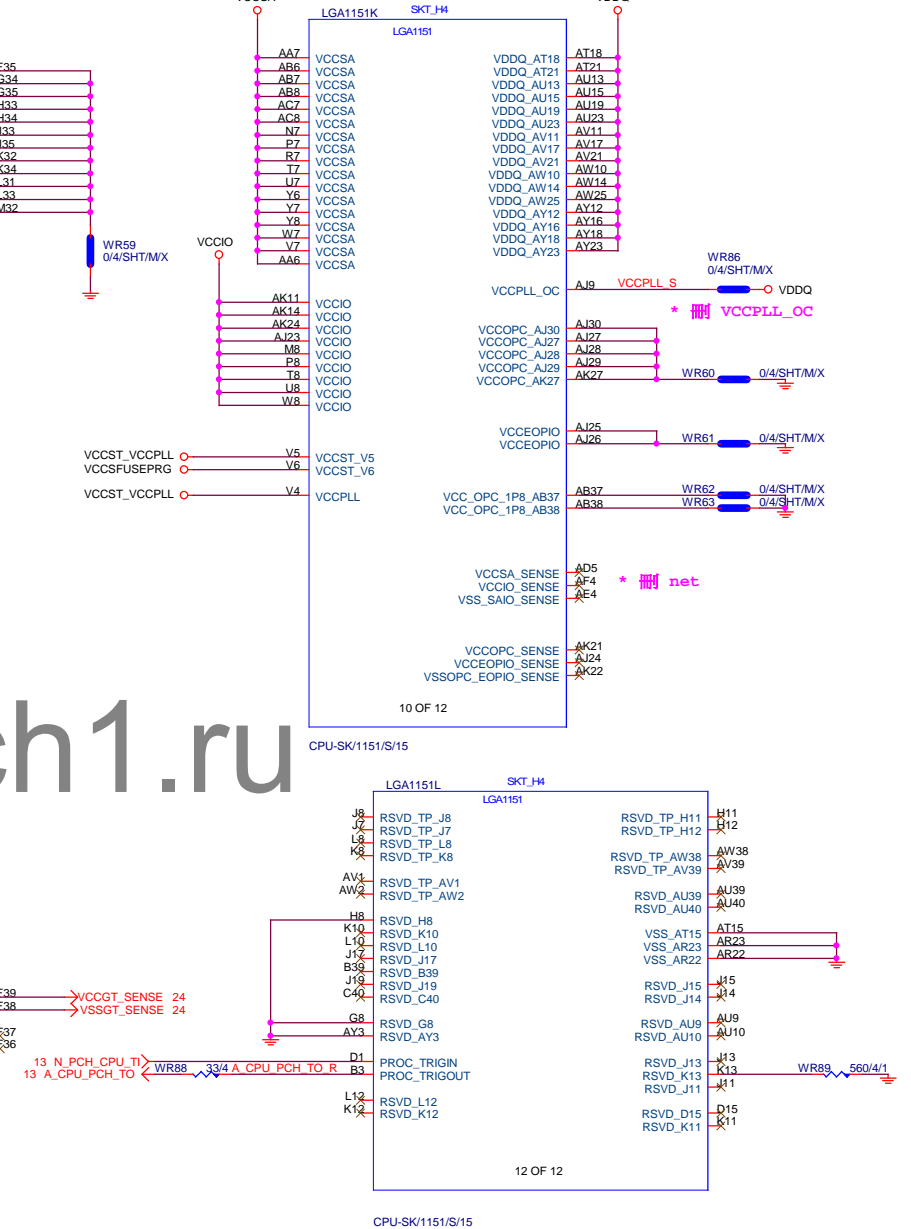 LGA1151K
SKT_H4
LGA1151
AA7 VCCSA VDDQ_AT18 AT18
AB6 VCCSA VDDQ_AT21 AT21
AB7 VCCSA VDDQ_AU13 AU13
AB8 VCCSA VDDQ_AU15 AU15
AC7 VCCSA VDDQ_AU19 AU19
AC8 VCCSA VDDQ_AU23 AU23
N7 VCCSA VDDQ_AV11 AV11
P7 VCCSA VDDQ_AV17 AV17
R7 VCCSA VDDQ_AV21 AV21
T7 VCCSA VDDQ_AW10 AW10
U7 VCCSA VDDQ_AW14 AW14
Y6 VCCSA VDDQ_AW25 AW25
Y7 VCCSA VDDQ_AY12 AY12
Y8 VCCSA VDDQ_AY16 AY16
W7 VCCSA VDDQ_AY18 AY18
V7 VCCSA VDDQ_AY23 AY23
AA6 VCCSA
G34
G35
H33
H34
K32
K34
L31
L33
M32
WR59
0/4/SHT/M/X
VCCIO
AK11 VCCIO
AK14 VCCIO
AK24 VCCIO
AJ23 VCCIO
M8 VCCIO
P8 VCCIO
T8 VCCIO
U8 VCCIO
W8 VCCIO
VCCPLL_OC AJ9 VCCPLL_S
WR86
0/4/SHT/M/X
VDDQ
* VCCPLL_OC
VCCOPC_AJ30 AJ30
VCCOPC_AJ27 AJ27
VCCOPC_AJ28 AJ28
VCCOPC_AJ29 AJ29
VCCOPC_AK27 AK27 WR60 0/4/SHT/M/X
VCCEOPIO AJ25
VCCEOPIO AJ26 WR61 0/4/SHT/M/X
VCCST_VCCPLL V5 VCCST_V5
VCCSFUSEPRG V6 VCCST_V6
VCCST_VCCPLL V4 VCCPLL
VCC_OPC_1P8_AB37 AB37 WR62 0/4/SHT/M/X
VCC_OPC_1P8_AB38 AB38 WR63 0/4/SHT/M/X
VCCSA_SENSE AD5
VCCIO_SENSE AF4
VSS_SAIO_SENSE AE4
* net
VCCOPC_SENSE AK21
VCCEOPIO_SENSE AJ24
VSSOPC_EOPIO_SENSE AK22
10 OF 12
CPU-SK/1151/S/15
ch1.ru
LGA1151L
SKT_H4
LGA1151
J8 RSVD_TP_J8 RSVD_TP_H11 H11
J7 RSVD_TP_J7 RSVD_TP_H12 H12
L8 RSVD_TP_L8
K8 RSVD_TP_K8 RSVD_TP_AW38 AW38
RSVD_TP_AV39 AV39
AV1 RSVD_TP_AV1
AW2 RSVD_TP_AW2 RSVD_AU39 AU39
RSVD_AU40 AU40
H8 RSVD_H8
K10 RSVD_K10 VSS_AT15 AT15
L10 RSVD_L10 VSS_AR23 AR23
J17 RSVD_J17 VSS_AR22 AR22
B39 RSVD_B39
J19 RSVD_J19 RSVD_J15 J15
C40 RSVD_C40 RSVD_J14 J14
VCCGT_SENSE 24
VSSGT_SENSE 24
G8 RSVD_G8 RSVD_AU9 AU9
AY3 RSVD_AY3 RSVD_AU10 AU10
13 N_PCH_CPU_TI D1 PROC_TRIGIN RSVD_J13 J13
13 A_CPU_PCH_TO WR88 33/4 A_CPU_PCH_TO_R B3 PROC_TRIGOUT RSVD_K13 K13 WR89 560/4/1
RSVD_J11 J11
L12 RSVD_L12
K12 RSVD_K12 RSVD_D15 D15
RSVD_K11 K11
12 OF 12
CPU-SK/1151/S/15